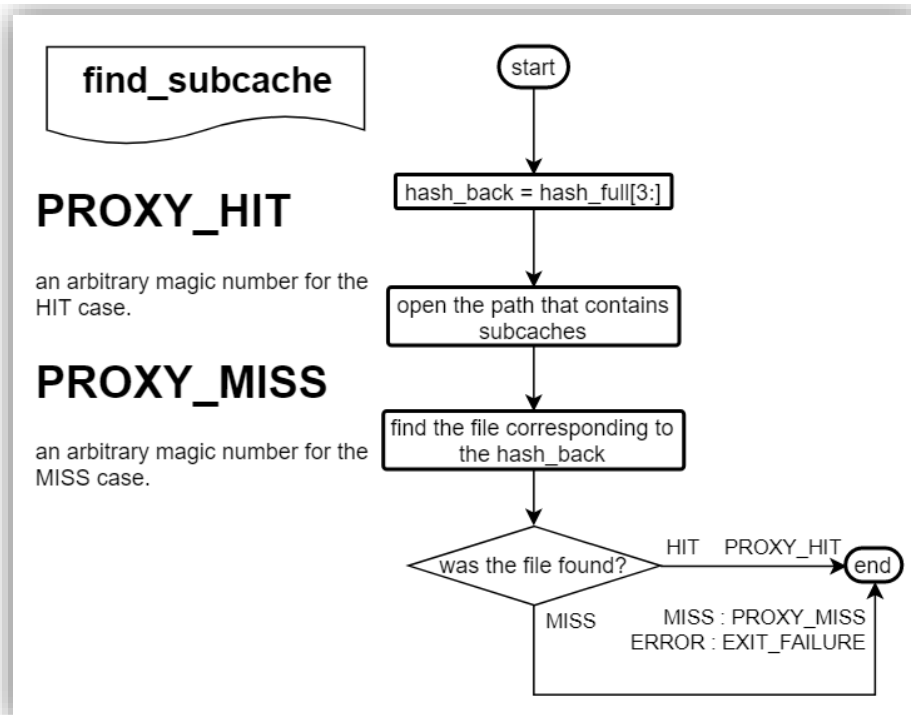 find_subcache
start
hash_back = hash_full[3:]
PROXY_HIT
an arbitrary magic number for the
HIT case.
open the path that contains
subcaches
PROXY_MISS
an arbitrary magic number for the
MISS case.
find the file corresponding to
the hash_back
was the file found?
HIT PROXY_HIT
end
MISS
MISS : PROXY_MISS
ERROR : EXIT_FAILURE